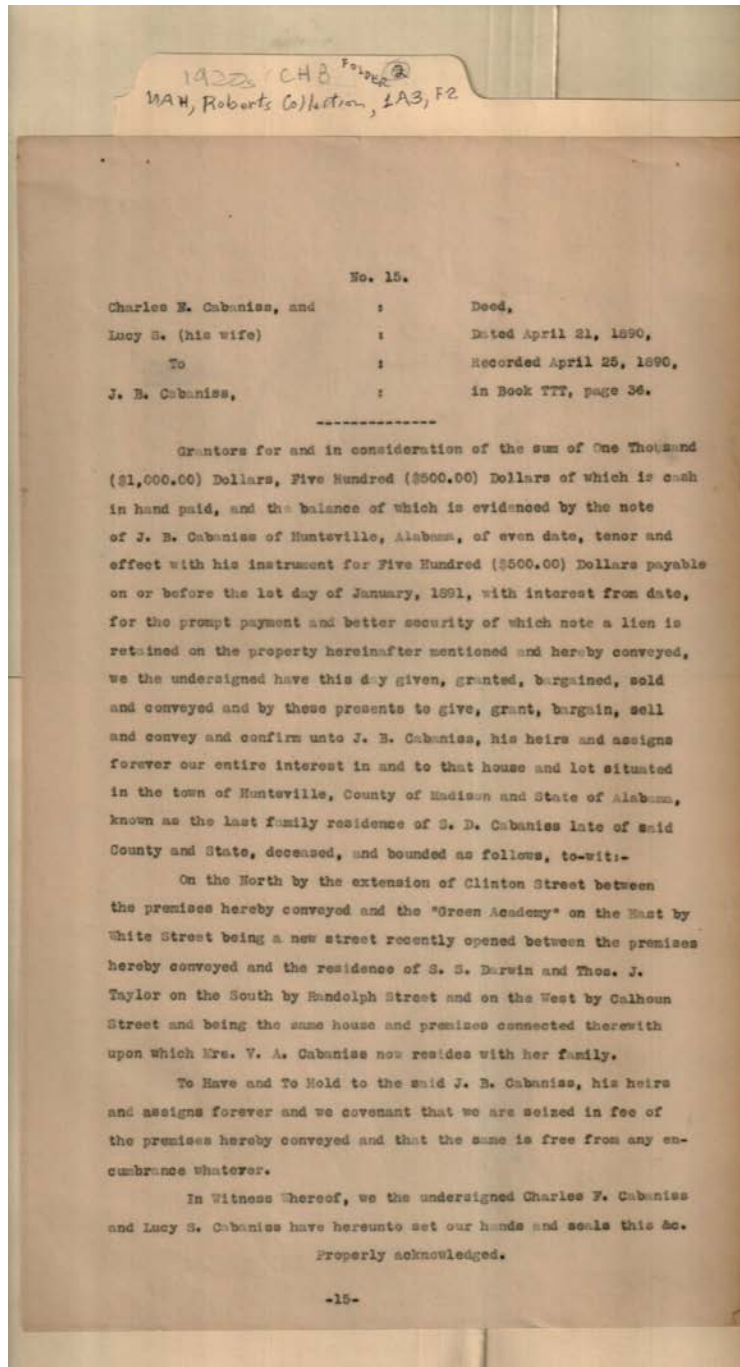 1920s CHB FOLDER 2
UAH, Roberts Collection, 1A3, F2
No. 15.
Charles E. Cabaniss, and : Deed,
Lucy S. (his wife) : Dated April 21, 1890,
To : Recorded April 25, 1890,
J. B. Cabaniss, : in Book TTT, page 36.
--------------
Grantors for and in consideration of the sum of One Thousand
($1,000.00) Dollars, Five Hundred ($500.00) Dollars of which is cash
in hand paid, and the balance of which is evidenced by the note
of J. B. Cabaniss of Huntsville, Alabama, of even date, tenor and
effect with his instrument for Five Hundred ($500.00) Dollars payable
on or before the 1st day of January, 1891, with interest from date,
for the prompt payment and better security of which note a lien is
retained on the property hereinafter mentioned and hereby conveyed,
we the undersigned have this day given, granted, bargained, sold
and conveyed and by these presents to give, grant, bargain, sell
and convey and confirm unto J. B. Cabaniss, his heirs and assigns
forever our entire interest in and to that house and lot situated
in the town of Huntsville, County of Madison and State of Alabama,
known as the last family residence of S. D. Cabaniss late of said
County and State, deceased, and bounded as follows, to-wit:-
On the North by the extension of Clinton Street between
the premises hereby conveyed and the "Green Academy" on the East by
White Street being a new street recently opened between the premises
hereby conveyed and the residence of S. S. Darwin and Thos. J.
Taylor on the South by Randolph Street and on the West by Calhoun
Street and being the same house and premises connected therewith
upon which Mrs. V. A. Cabaniss now resides with her family.
To Have and To Hold to the said J. B. Cabaniss, his heirs
and assigns forever and we covenant that we are seized in fee of
the premises hereby conveyed and that the same is free from any en-
cumbrance whatever.
In Witness Whereof, we the undersigned Charles F. Cabaniss
and Lucy S. Cabaniss have hereunto set our hands and seals this &c.
Properly acknowledged.
-15-